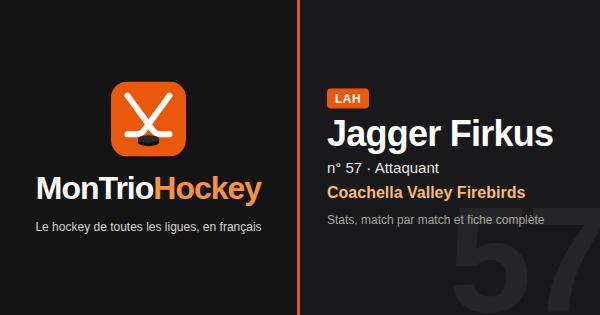 MonTrioHockey
Le hockey de toutes les ligues, en français
LAH
Jagger Firkus
n° 57 · Attaquant
Coachella Valley Firebirds
Stats, match par match et fiche complète
57